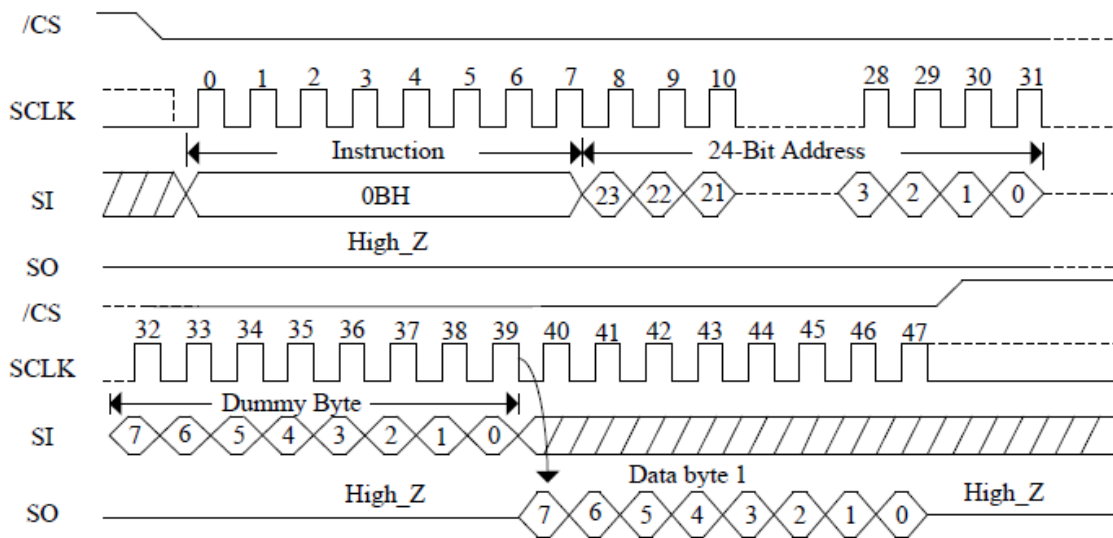 /CS
0 1 2 3 4 5 6 7 8 9 10 28 29 30 31
SCLK
Instruction 24-Bit Address
SI 0BH 23 22 21 3 2 1 0
High_Z
SO
/CS
32 33 34 35 36 37 38 39 40 41 42 43 44 45 46 47
SCLK
Dummy Byte
SI 7 6 5 4 3 2 1 0
High_Z Data byte 1 High_Z
SO 7 6 5 4 3 2 1 0